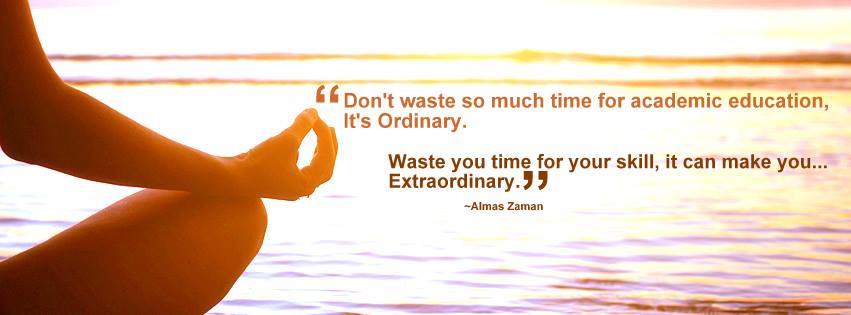 “Don't waste so much time for academic education,
It's Ordinary.
Waste you time for your skill, it can make you...
Extraordinary.”
~Almas Zaman